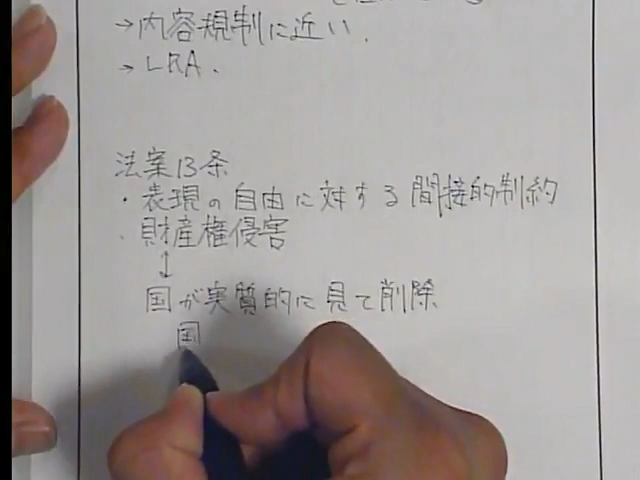 →内容規制に近い.
→LRA.
法案13条
・表現の自由に対する間接的制約
・財産権侵害
↕
国が実質的に見て削除
国